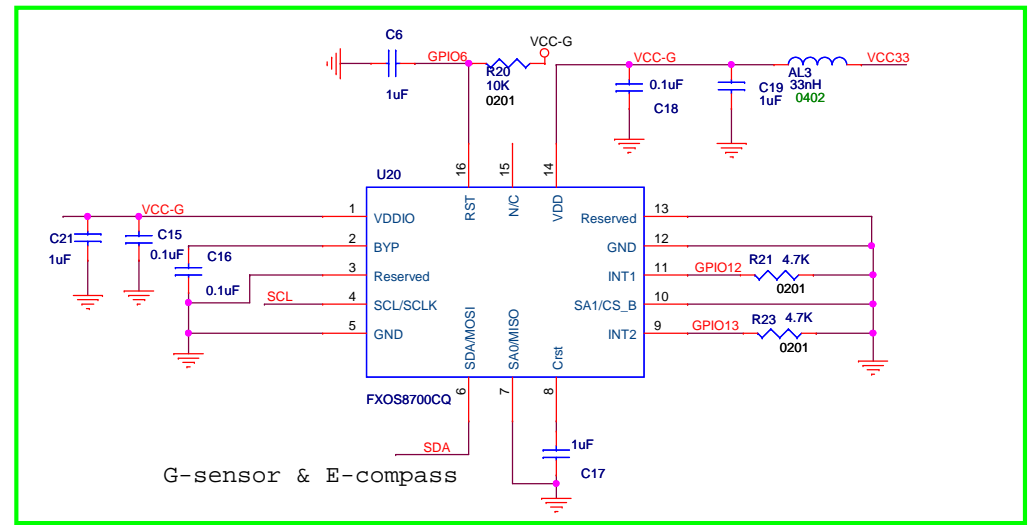 C6
GPIO6
1uF
R20
10K
0201
VCC-G
VCC-G
0.1uF
C18
C19
1uF
AL3
33nH
0402
VCC33
U20
16
15
14
RST
N/C
VDD
VCC-G
C21
1uF
C15
0.1uF
C16
0.1uF
SCL
1
2
3
4
5
VDDIO
BYP
Reserved
SCL/SCLK
GND
Reserved
GND
INT1
SA1/CS_B
INT2
13
12
11
10
9
GPIO12
R21 4.7K
0201
GPIO13
R23 4.7K
0201
SDA/MOSI
SA0/MISO
Crst
6
7
8
FXOS8700CQ
SDA
1uF
C17
G-sensor & E-compass